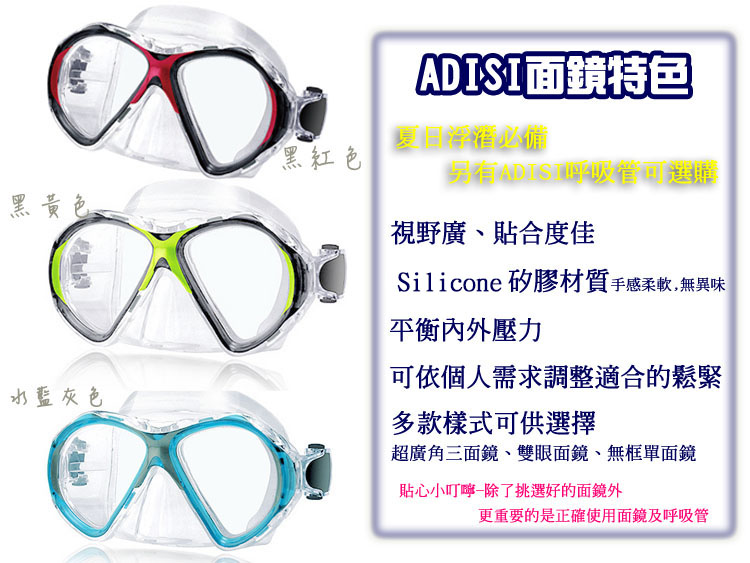 黑紅色
黑黃色
水藍灰色
ADISI面鏡特色
夏日浮潛必備
另有ADISI呼吸管可選購
視野廣、貼合度佳
Silicone 矽膠材質手感柔軟,無異味
平衡內外壓力
可依個人需求調整適合的鬆緊
多款樣式可供選擇
超廣角三面鏡、雙眼面鏡、無框單面鏡
貼心小叮嚀-除了挑選好的面鏡外
更重要的是正確使用面鏡及呼吸管